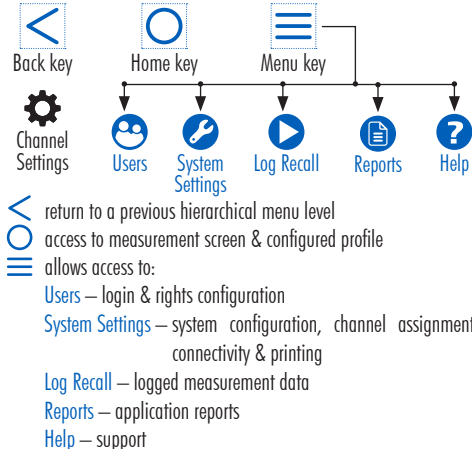 Back key Home key Menu key
Channel Settings Users System Settings Log Recall Reports Help
return to a previous hierarchical menu level
access to measurement screen & configured profile
allows access to:
Users – login & rights configuration
System Settings – system configuration, channel assignment
connectivity & printing
Log Recall – logged measurement data
Reports – application reports
Help – support